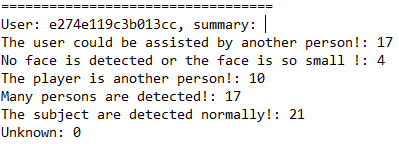 ==================================
User: e274e119c3b013cc, summary:
The user could be assisted by another person!: 17
No face is detected or the face is so small !: 4
The player is another person!: 10
Many persons are detected!: 17
The subject are detected normally!: 21
Unknown: 0